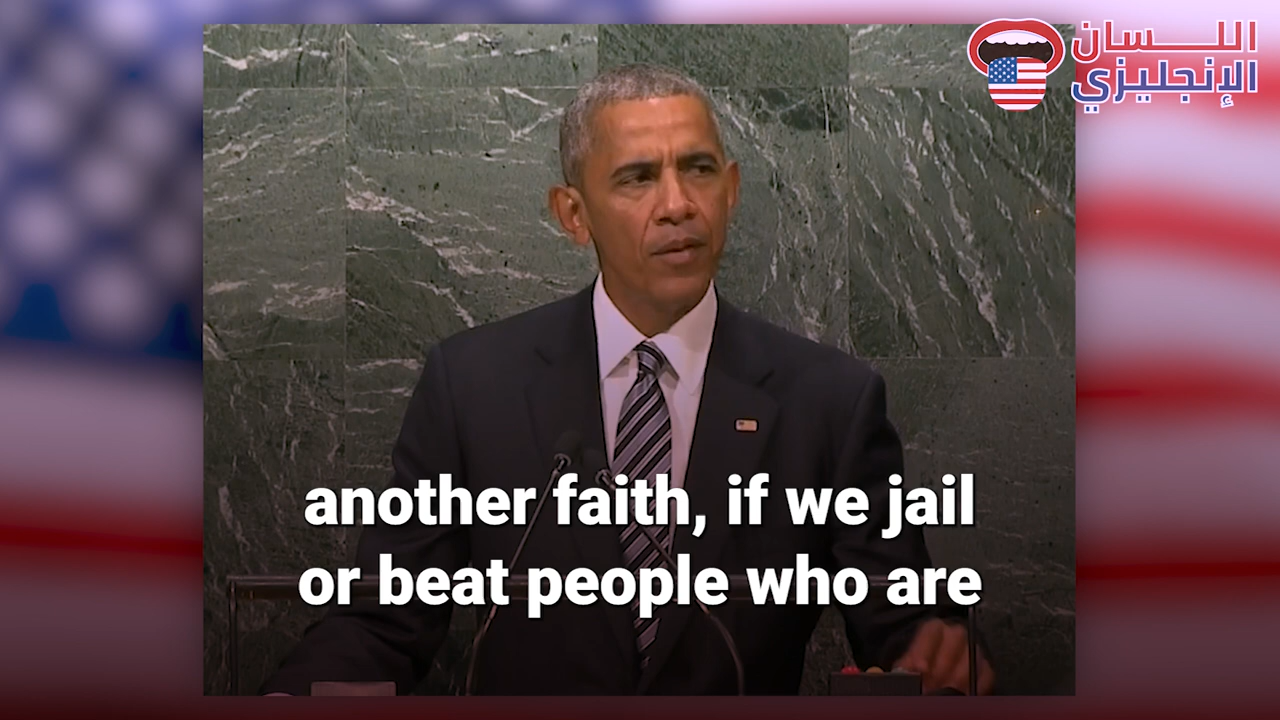 اللسان
الإنجليزي
another faith, if we jail
or beat people who are